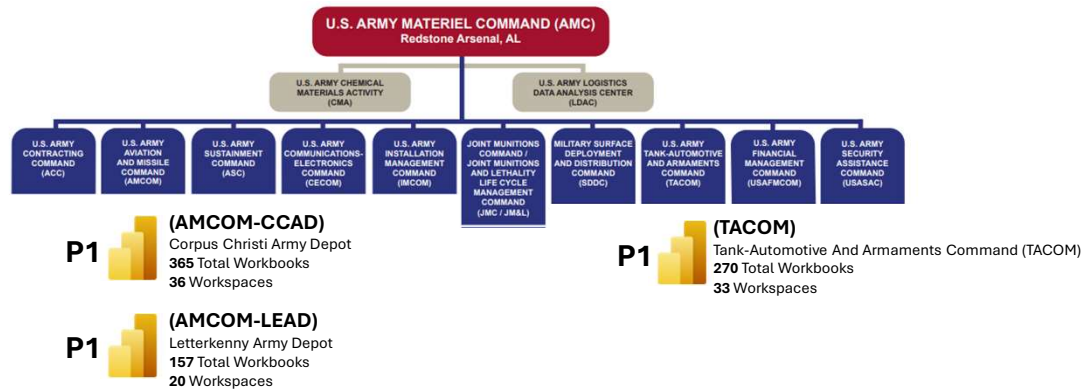 U.S. ARMY MATERIEL COMMAND (AMC)
Redstone Arsenal, AL
U.S. ARMY CHEMICAL
MATERIALS ACTIVITY
(CMA)
U.S. ARMY LOGISTICS
DATA ANALYSIS CENTER
(LDAC)
U.S. ARMY
CONTRACTING
COMMAND
(ACC)
U.S. ARMY
AVIATION
AND MISSILE
COMMAND
(AMCOM)
U.S. ARMY
SUSTAINMENT
COMMAND
(ASC)
U.S. ARMY
COMMUNICATIONS-
ELECTRONICS
COMMAND
(CECOM)
U.S. ARMY
INSTALLATION
MANAGEMENT
COMMAND
(IMCOM)
JOINT MUNITIONS
COMMAND /
JOINT MUNITIONS
AND LETHALITY
LIFE CYCLE
MANAGEMENT
COMMAND
(JMC / JM&L)
MILITARY SURFACE
DEPLOYMENT
AND DISTRIBUTION
COMMAND
(SDDC)
U.S. ARMY
TANK-AUTOMOTIVE
AND ARMAMENTS
COMMAND
(TACOM)
U.S. ARMY
FINANCIAL
MANAGEMENT
COMMAND
(USAFMCOM)
U.S. ARMY
SECURITY
ASSISTANCE
COMMAND
(USASAC)
P1
(AMCOM-CCAD)
Corpus Christi Army Depot
365 Total Workbooks
36 Workspaces
P1
(TACOM)
Tank-Automotive And Armaments Command (TACOM)
270 Total Workbooks
33 Workspaces
P1
(AMCOM-LEAD)
Letterkenny Army Depot
157 Total Workbooks
20 Workspaces